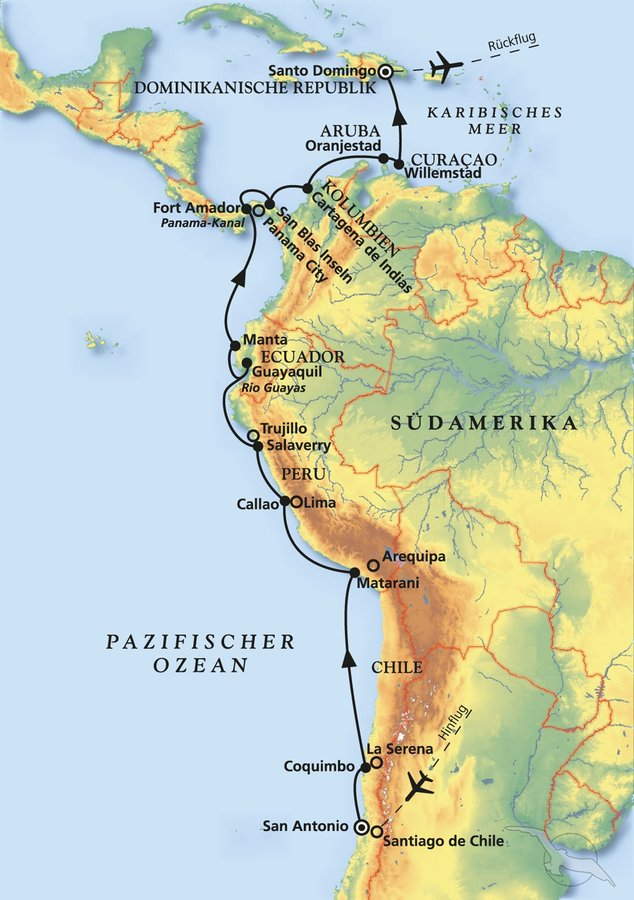 Rückflug
Santo Domingo
DOMINIKANISCHE REPUBLIK
KARIBISCHES
MEER
ARUBA
Oranjestad
CURAÇAO
Willemstad
KOLUMBIEN
Cartagena de Indias
Fort Amador
Panama-Kanal
San Blas Inseln
Panama City
Manta
ECUADOR
Guayaquil
Rio Guayas
SÜDAMERIKA
Trujillo
Salaverry
PERU
Callao
Lima
Arequipa
Matarani
PAZIFISCHER
OZEAN
CHILE
Hinflug
La Serena
Coquimbo
San Antonio
Santiago de Chile